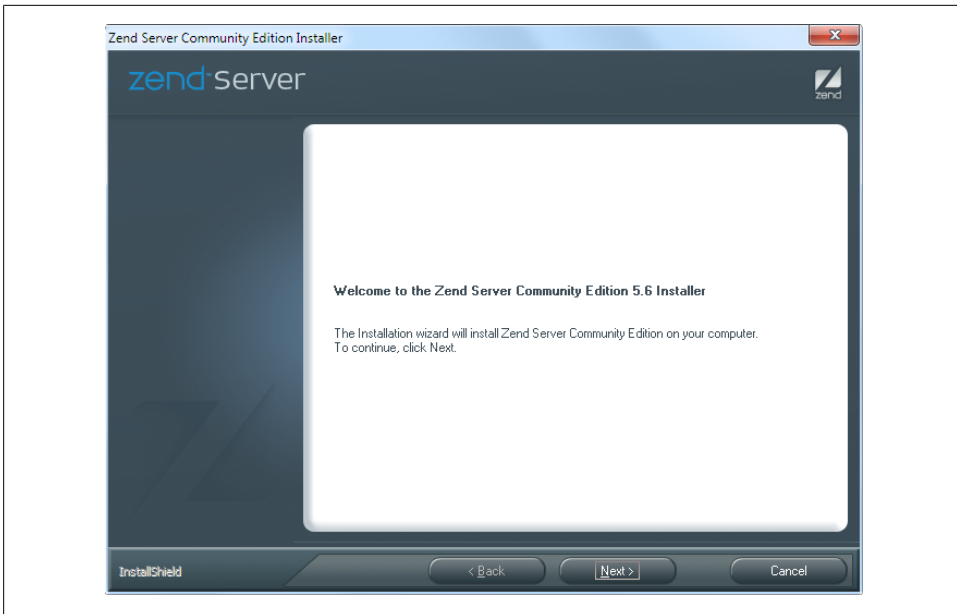 Zend Server Community Edition Installer
zend Server
zend
Welcome to the Zend Server Community Edition 5.6 Installer
The Installation wizard will install Zend Server Community Edition on your computer.
To continue, click Next.
InstallShield
< Back
Next >
Cancel